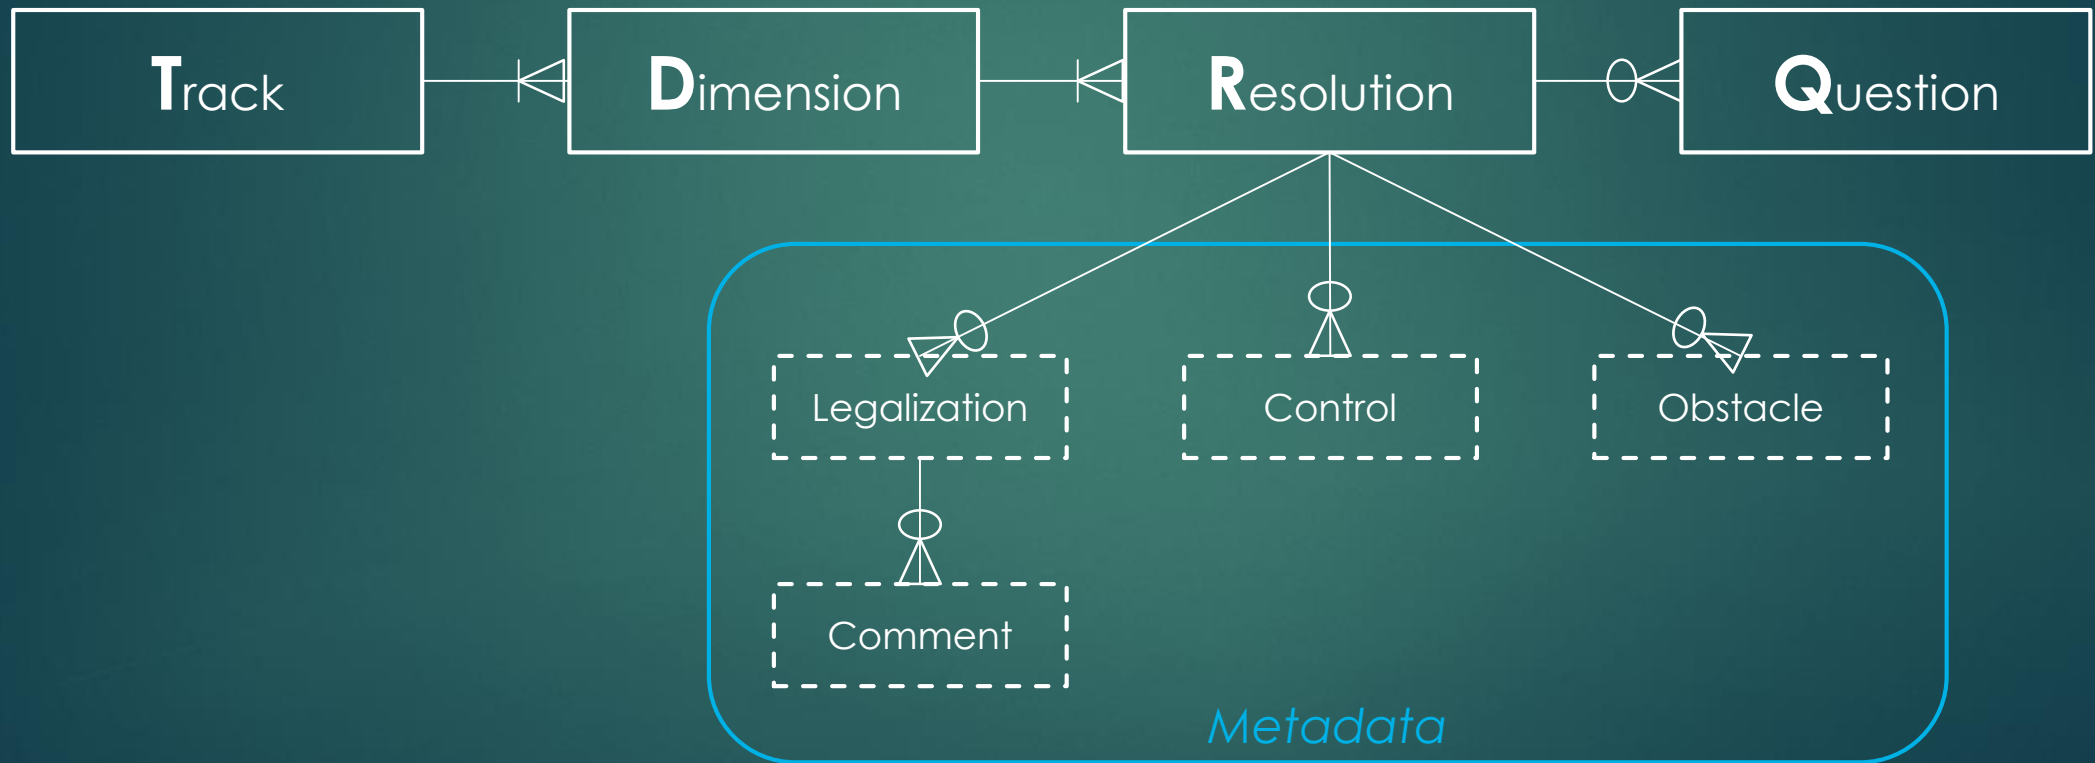 Track
Dimension
Resolution
Question
Legalization
Control
Obstacle
Comment
Metadata